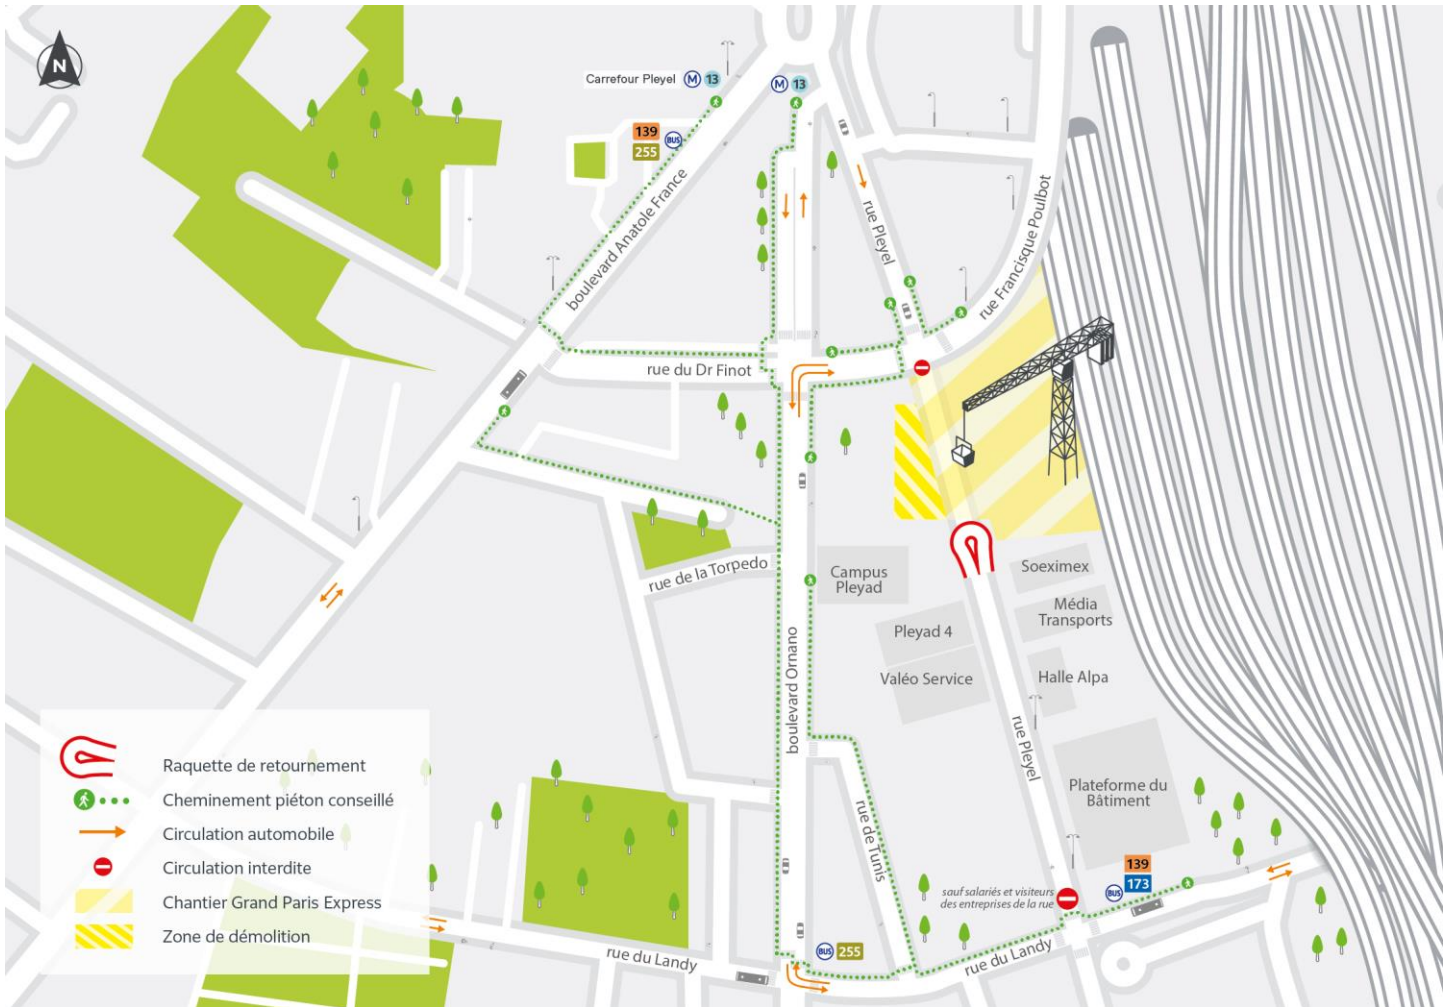 N
Carrefour Pleyel M 13
M 13
139
255
BUS
boulevard Anatole France
rue Pleyel
rue Francisque Poulbot
rue du Dr Finot
rue de la Torpedo
Campus
Pleyad
Soeximex
Média
Transports
Pleyad 4
Valéo Service
Halle Alpa
boulevard Ornano
rue Pleyel
Plateforme du
Bâtiment
rue de Tunis
139
173
BUS
sauf salariés et visiteurs
des entreprises de la rue
BUS 255
rue du Landy
rue du Landy
Raquette de retournement
Cheminement piéton conseillé
Circulation automobile
Circulation interdite
Chantier Grand Paris Express
Zone de démolition